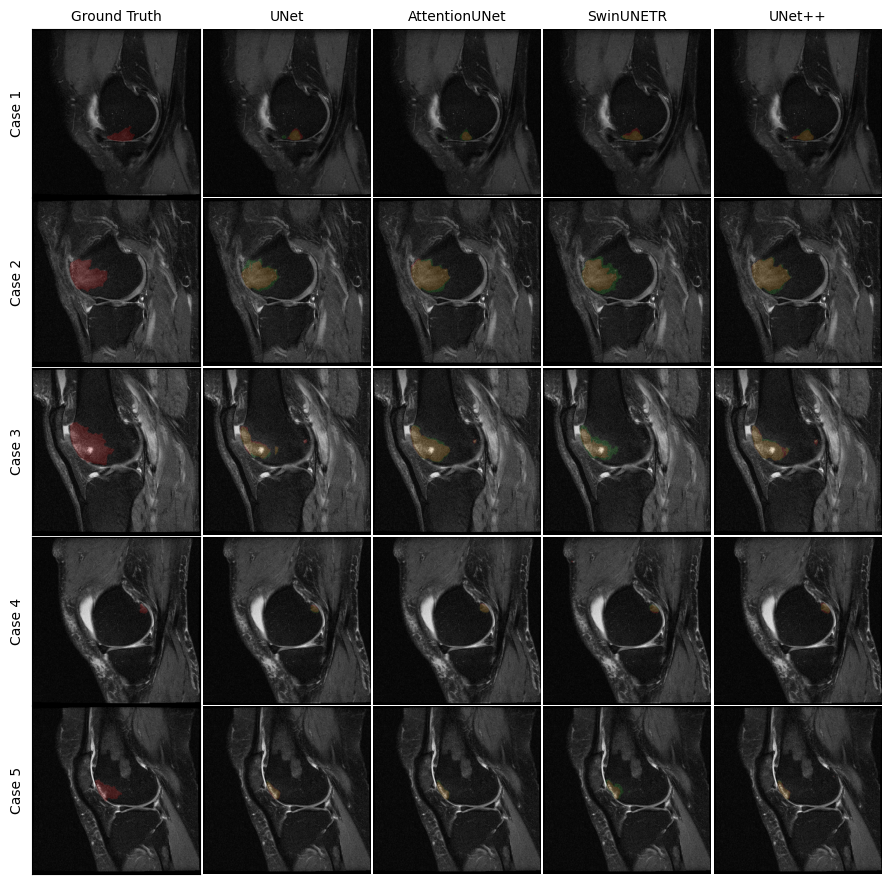 Ground Truth UNet AttentionUNet SwinUNETR UNet++
Case 1
Case 2
Case 3
Case 4
Case 5